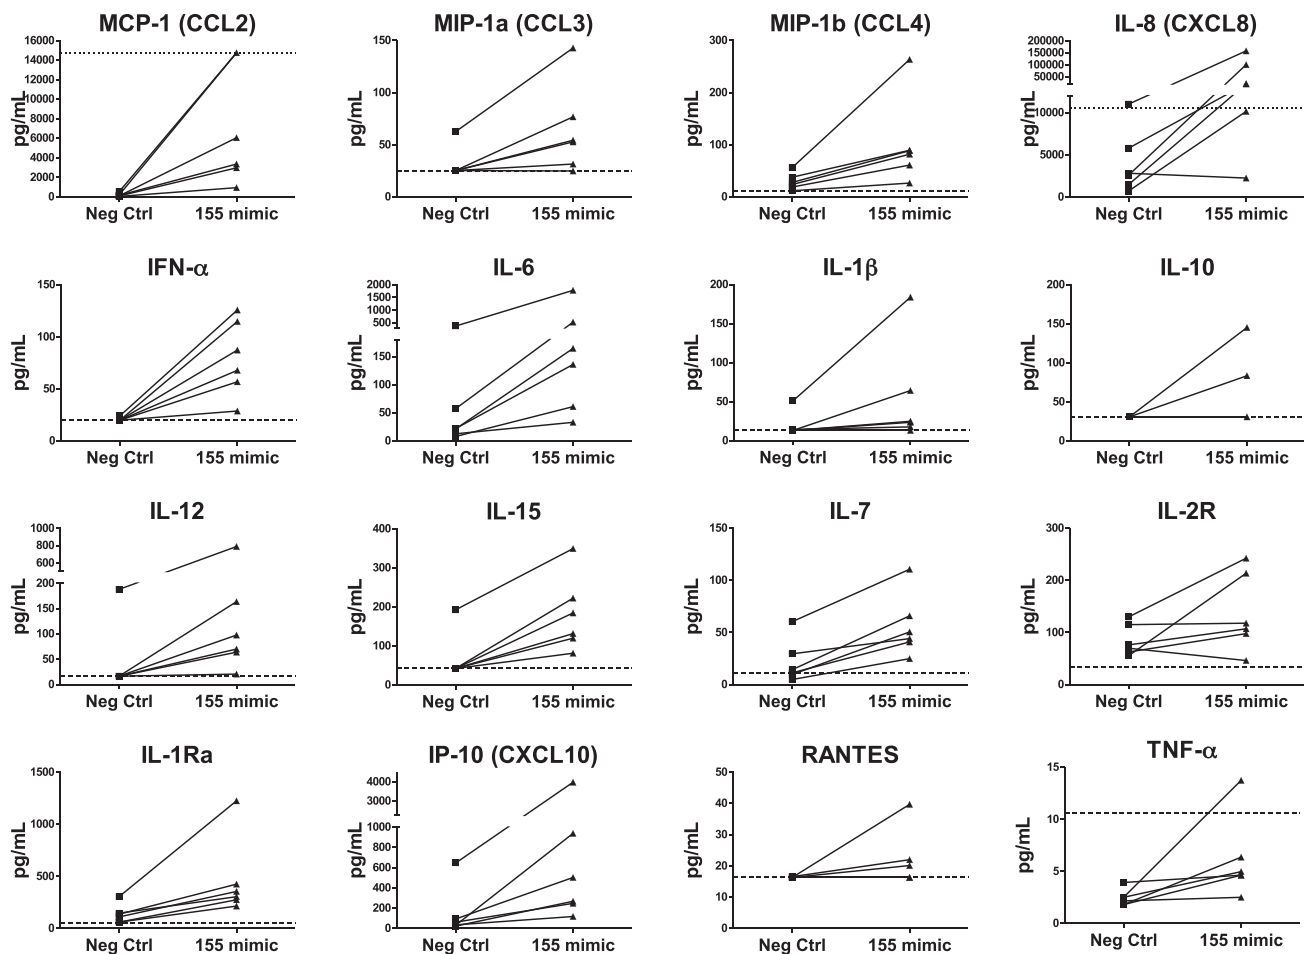 MCP-1 (CCL2)
pg/mL
16000
14000
12000
10000
8000
6000
4000
2000
0
Neg Ctrl 155 mimic
MIP-1a (CCL3)
pg/mL
150
100
50
0
Neg Ctrl 155 mimic
MIP-1b (CCL4)
pg/mL
300
200
100
0
Neg Ctrl 155 mimic
IL-8 (CXCL8)
pg/mL
200000
150000
100000
50000
10000
5000
0
Neg Ctrl 155 mimic
IFN-α
pg/mL
150
100
50
0
Neg Ctrl 155 mimic
IL-6
pg/mL
2000
1500
1000
500
150
100
50
0
Neg Ctrl 155 mimic
IL-1β
pg/mL
200
150
100
50
0
Neg Ctrl 155 mimic
IL-10
pg/mL
200
150
100
50
0
Neg Ctrl 155 mimic
IL-12
pg/mL
1000
800
600
200
150
100
50
0
Neg Ctrl 155 mimic
IL-15
pg/mL
400
300
200
100
0
Neg Ctrl 155 mimic
IL-7
pg/mL
150
100
50
0
Neg Ctrl 155 mimic
IL-2R
pg/mL
300
200
100
0
Neg Ctrl 155 mimic
IL-1Ra
pg/mL
1500
1000
500
0
Neg Ctrl 155 mimic
IP-10 (CXCL10)
pg/mL
4000
3000
1000
800
600
400
200
0
Neg Ctrl 155 mimic
RANTES
pg/mL
50
40
30
20
10
0
Neg Ctrl 155 mimic
TNF-α
pg/mL
15
10
5
0
Neg Ctrl 155 mimic